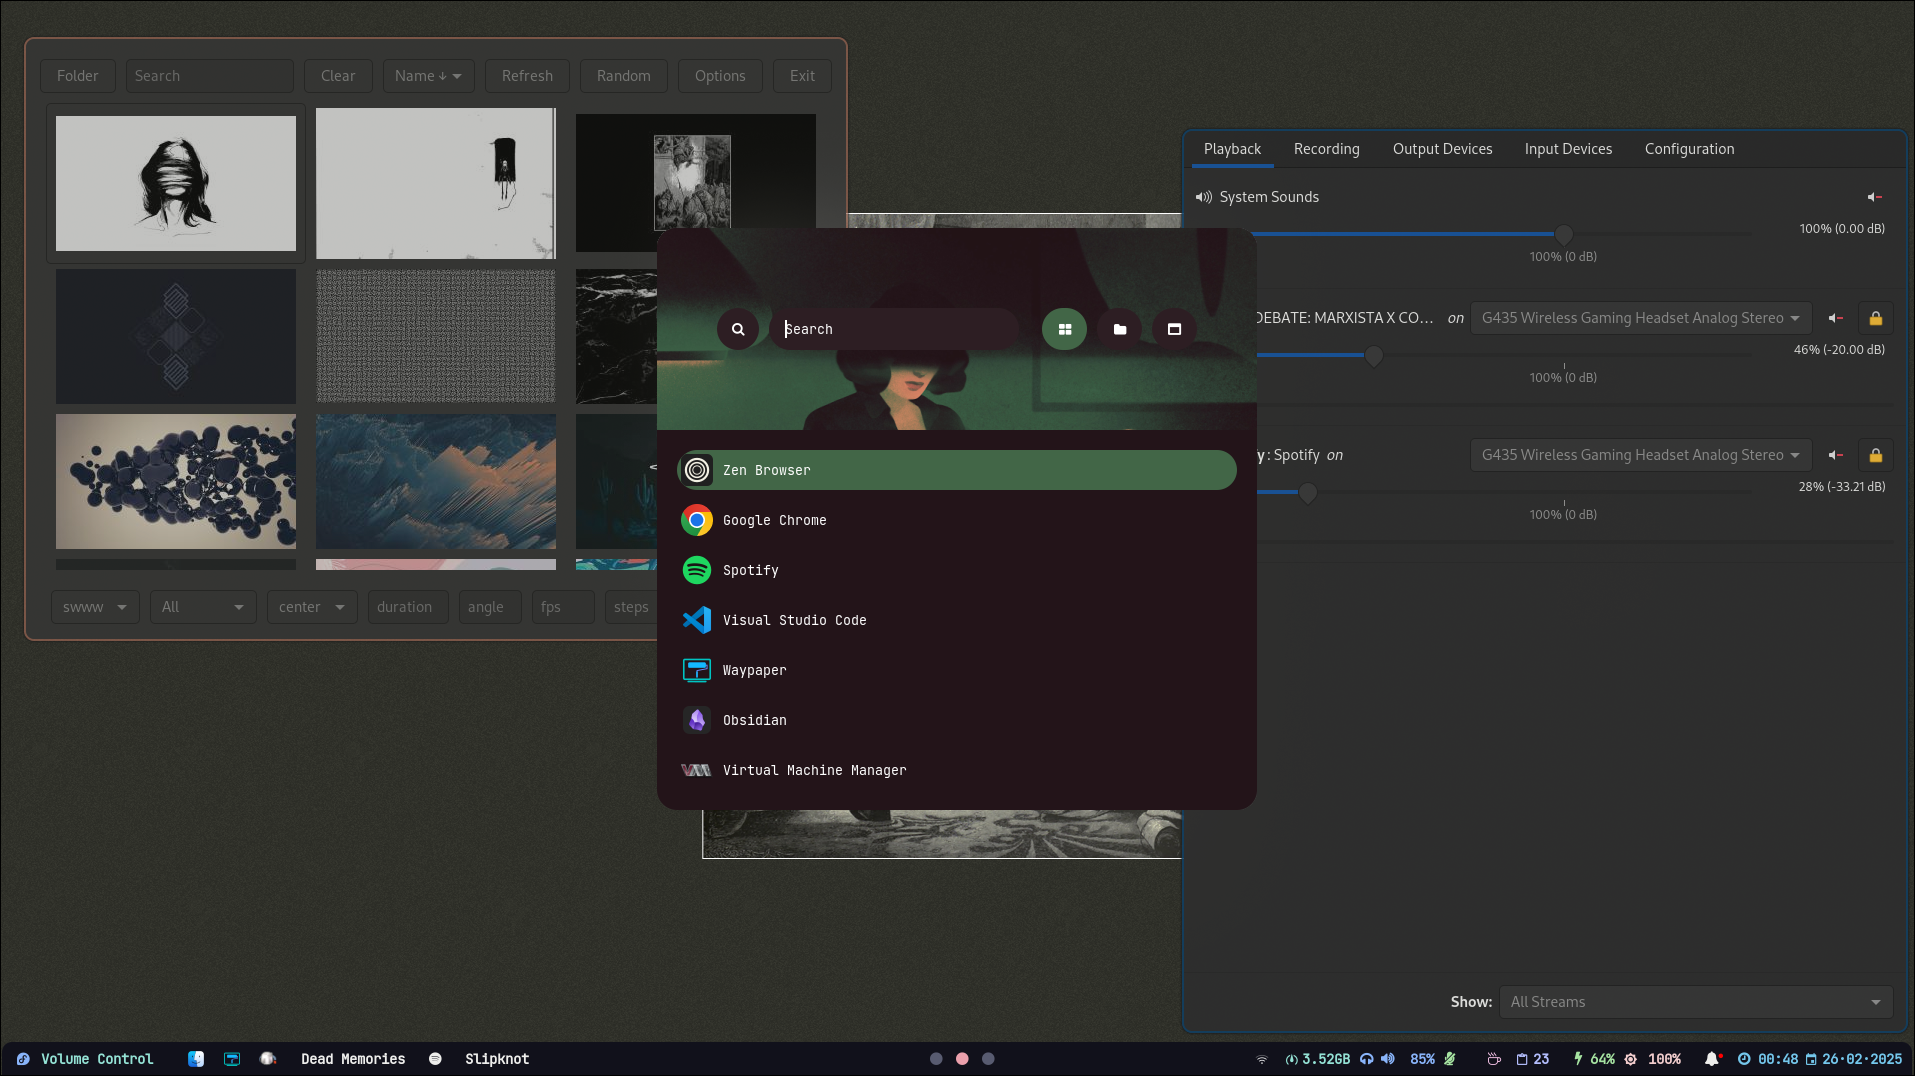 Folder
Search
Clear
Name ↓
Refresh
Random
Options
Exit
swww
All
center
duration
angle
fps
steps
Search
Zen Browser
Google Chrome
Spotify
Visual Studio Code
Waypaper
Obsidian
Virtual Machine Manager
Playback
Recording
Output Devices
Input Devices
Configuration
System Sounds
100% (0.00 dB)
100% (0 dB)
DEBATE: MARXISTA X CO... on
G435 Wireless Gaming Headset Analog Stereo
46% (-20.00 dB)
100% (0 dB)
y : Spotify on
G435 Wireless Gaming Headset Analog Stereo
28% (-33.21 dB)
100% (0 dB)
Show: All Streams
Volume Control
Dead Memories
Slipknot
3.52GB
85%
23
64%
100%
00:48
26·02·2025